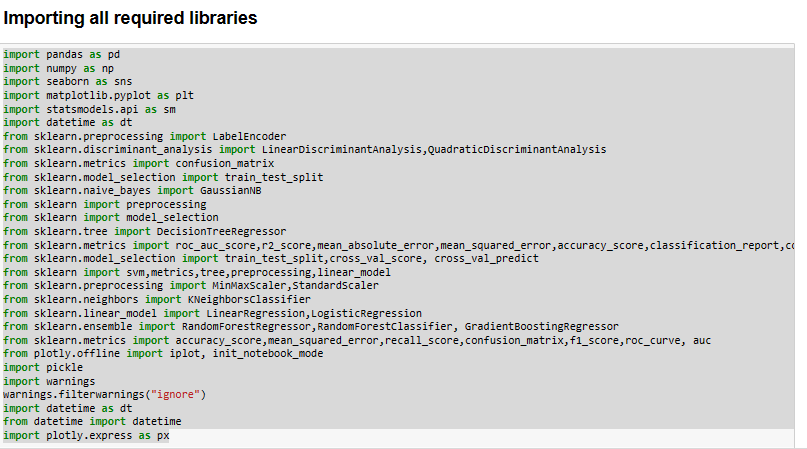 Importing all required libraries
import pandas as pd
import numpy as np
import seaborn as sns
import matplotlib.pyplot as plt
import statsmodels.api as sm
import datetime as dt
from sklearn.preprocessing import LabelEncoder
from sklearn.discriminant_analysis import LinearDiscriminantAnalysis,QuadraticDiscriminantAnalysis
from sklearn.metrics import confusion_matrix
from sklearn.model_selection import train_test_split
from sklearn.naive_bayes import GaussianNB
from sklearn import preprocessing
from sklearn import model_selection
from sklearn.tree import DecisionTreeRegressor
from sklearn.metrics import roc_auc_score,r2_score,mean_absolute_error,mean_squared_error,accuracy_score,classification_report,
from sklearn.model_selection import train_test_split,cross_val_score, cross_val_predict
from sklearn import svm,metrics,tree,preprocessing,linear_model
from sklearn.preprocessing import MinMaxScaler,StandardScaler
from sklearn.neighbors import KNeighborsClassifier
from sklearn.linear_model import LinearRegression,LogisticRegression
from sklearn.ensemble import RandomForestRegressor,RandomForestClassifier, GradientBoostingRegressor
from sklearn.metrics import accuracy_score,mean_squared_error,recall_score,confusion_matrix,f1_score,roc_curve, auc
from plotly.offline import iplot, init_notebook_mode
import pickle
import warnings
warnings.filterwarnings("ignore")
import datetime as dt
from datetime import datetime
import plotly.express as px